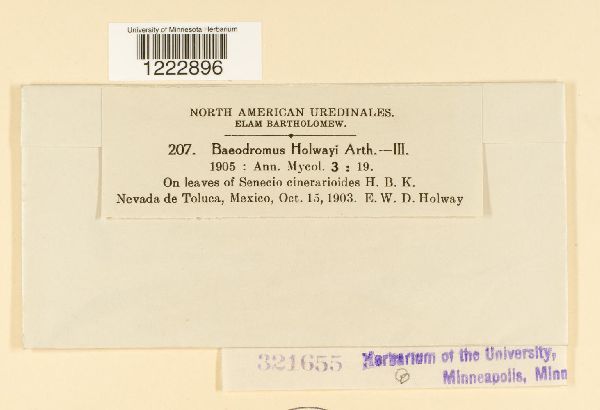 University of Minnesota Herbarium
1222896
NORTH AMERICAN UREDINALES.
ELAM BARTHOLOMEW.
207. Baeodromus Holwayi Arth.—III.
1905 : Ann. Mycol. 3 : 19.
On leaves of Senecio cinerarioides H. B. K.
Nevada de Toluca, Mexico, Oct. 15, 1903. E. W. D. Holway
321655 Herbarium of the University,
Minneapolis, Minn